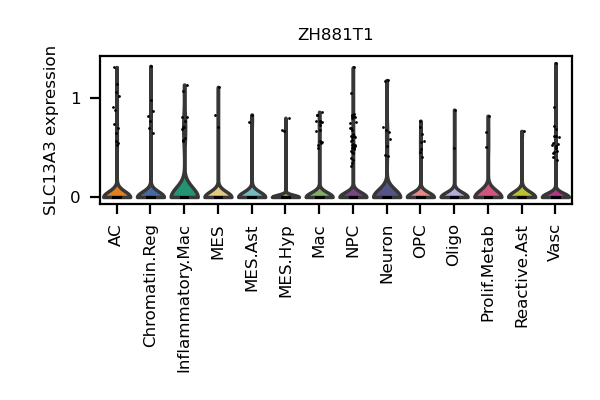 ZH881T1
SLC13A3 expression
1
0
AC
Chromatin.Reg
Inflammatory.Mac
MES
MES.Ast
MES.Hyp
Mac
NPC
Neuron
OPC
Oligo
Prolif.Metab
Reactive.Ast
Vasc